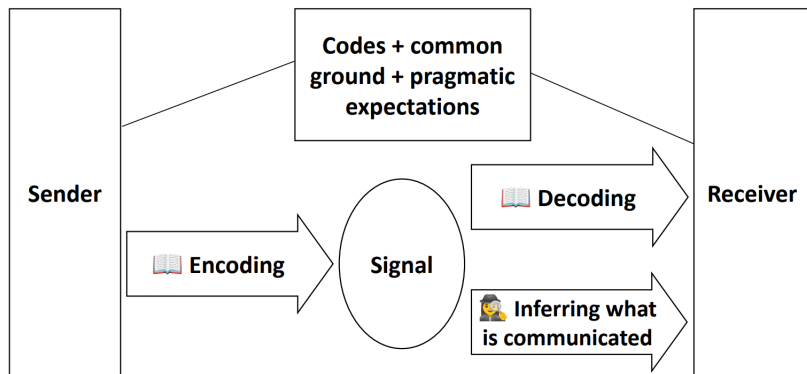 Codes + common
ground + pragmatic
expectations
Sender
📖 Decoding
Receiver
📖 Encoding
Signal
🕵️‍♀️ Inferring what
is communicated